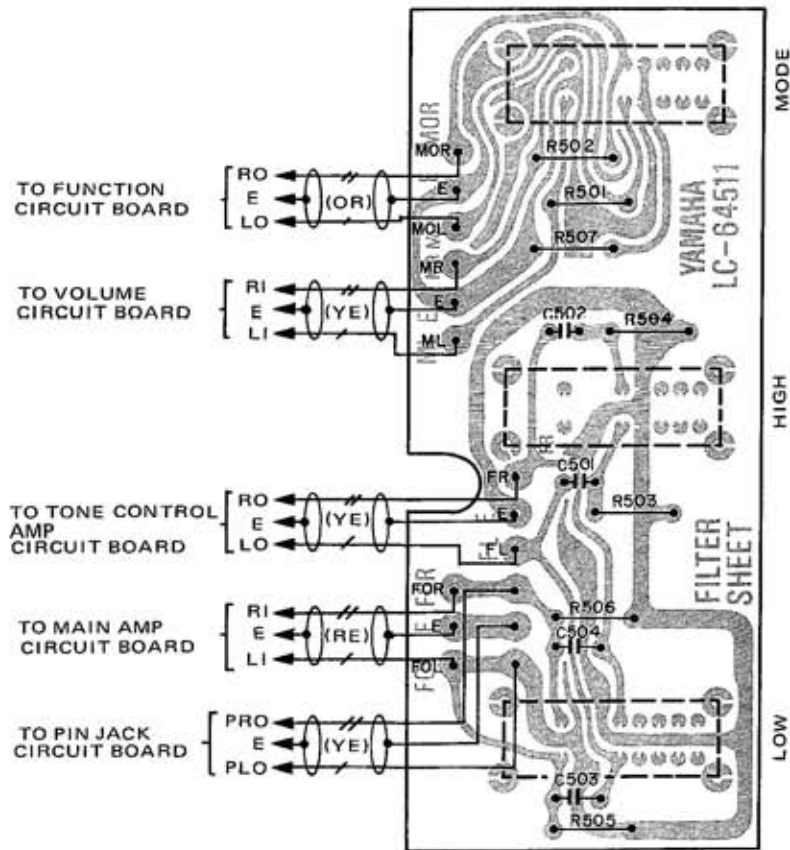 MODE
MOR
MOR
R502
RO
TO FUNCTION
CIRCUIT BOARD
E
(OR)
E
LO
MOL
R501
YAMAHA
LC-64511
R507
MR
RI
TO VOLUME
CIRCUIT BOARD
E
(YE)
E
LI
ML
C502
R504
HIGH
C501
FR
RO
R503
TO TONE CONTROL
AMP
CIRCUIT BOARD
E
(YE)
E
LO
FL
FILTER
SHEET
FOR
RI
R506
TO MAIN AMP
CIRCUIT BOARD
E
(RE)
E
C504
LI
FOL
PRO
TO PIN JACK
CIRCUIT BOARD
E
(YE)
PLO
LOW
C503
R505